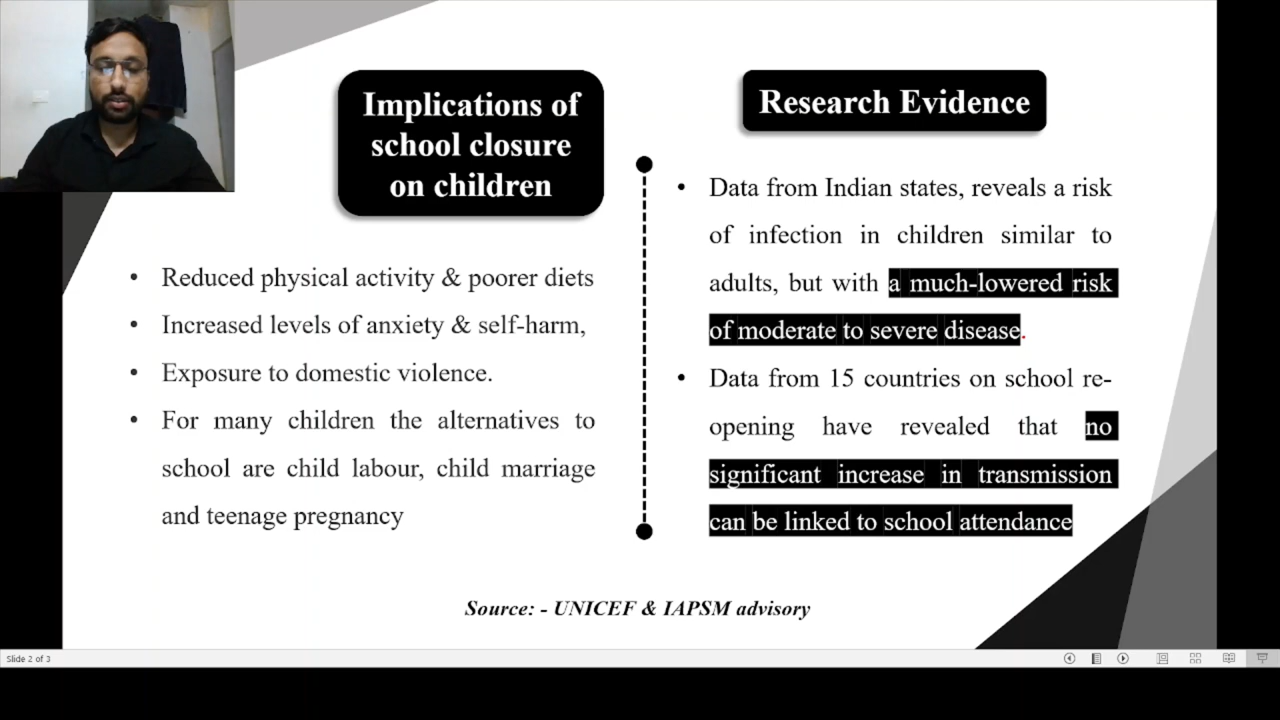 Implications of
school closure
on children
Reduced physical activity & poorer diets
Increased levels of anxiety & self-harm,
Exposure to domestic violence.
For many children the alternatives to
school are child labour, child marriage
and teenage pregnancy
Research Evidence
Data from Indian states, reveals a risk
of infection in children similar to
adults, but with a much-lowered risk
of moderate to severe disease.
Data from 15 countries on school re-
opening have revealed that no
significant increase in transmission
can be linked to school attendance
Source: - UNICEF & IAPSM advisory
Slide 2 of 3